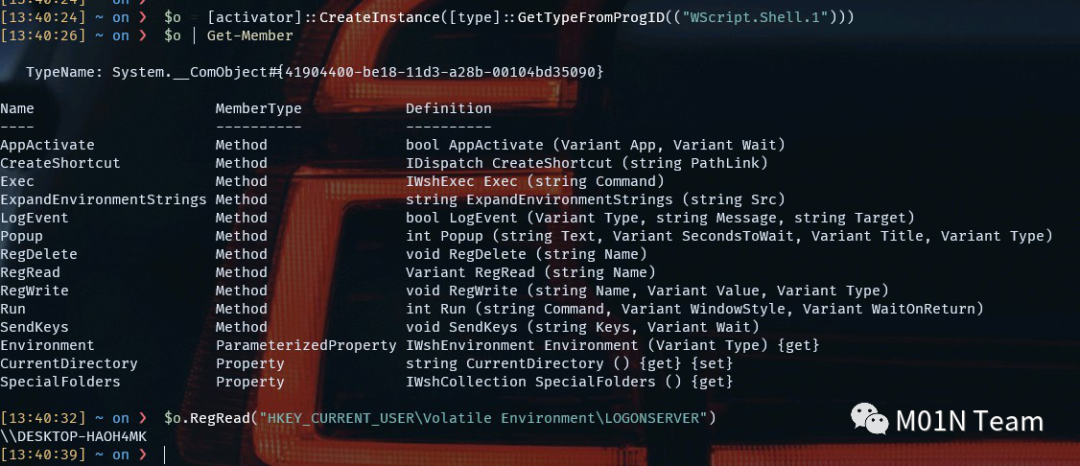 [13:40:24] ~ on ❯ $o = [activator]::CreateInstance([type]::GetTypeFromProgID(("WScript.Shell.1")))
[13:40:26] ~ on ❯ $o | Get-Member
TypeName: System.__ComObject#{41904400-be18-11d3-a28b-00104bd35090}
Name MemberType Definition
---- ---------- ----------
AppActivate Method bool AppActivate (Variant App, Variant Wait)
CreateShortcut Method IDispatch CreateShortcut (string PathLink)
Exec Method IWshExec Exec (string Command)
ExpandEnvironmentStrings Method string ExpandEnvironmentStrings (string Src)
LogEvent Method bool LogEvent (Variant Type, string Message, string Target)
Popup Method int Popup (string Text, Variant SecondsToWait, Variant Title, Variant Type)
RegDelete Method void RegDelete (string Name)
RegRead Method Variant RegRead (string Name)
RegWrite Method void RegWrite (string Name, Variant Value, Variant Type)
Run Method int Run (string Command, Variant WindowStyle, Variant WaitOnReturn)
SendKeys Method void SendKeys (string Keys, Variant Wait)
Environment ParameterizedProperty IWshEnvironment Environment (Variant Type) {get}
CurrentDirectory Property string CurrentDirectory () {get} {set}
SpecialFolders Property IWshCollection SpecialFolders () {get}
[13:40:32] ~ on ❯ $o.RegRead("HKEY_CURRENT_USER\Volatile Environment\LOGONSERVER")
\\DESKTOP-HAOH4MK
[13:40:39] ~ on ❯
M01N Team